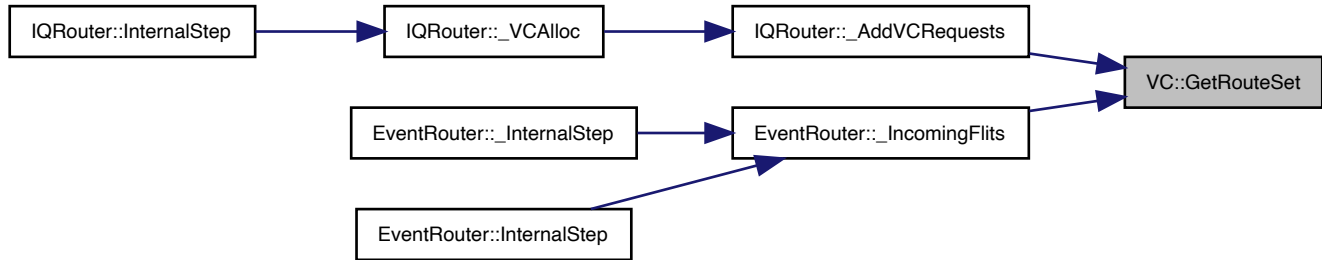 IQRouter::InternalStep
IQRouter::_VCAlloc
IQRouter::_AddVCRequests
VC::GetRouteSet
EventRouter::_InternalStep
EventRouter::_IncomingFlits
EventRouter::InternalStep